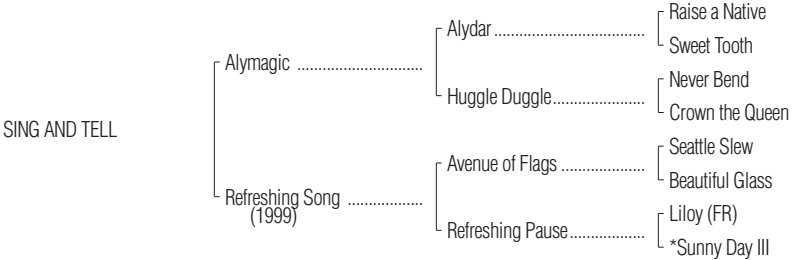 Raise a Native
Alydar ....................................
Sweet Tooth
Alymagic ..............................
Never Bend
Huggle Duggle......................
Crown the Queen
SING AND TELL
Seattle Slew
Avenue of Flags ....................
Beautiful Glass
Refreshing Song ..................
(1999)
Liloy (FR)
Refreshing Pause..................
*Sunny Day III